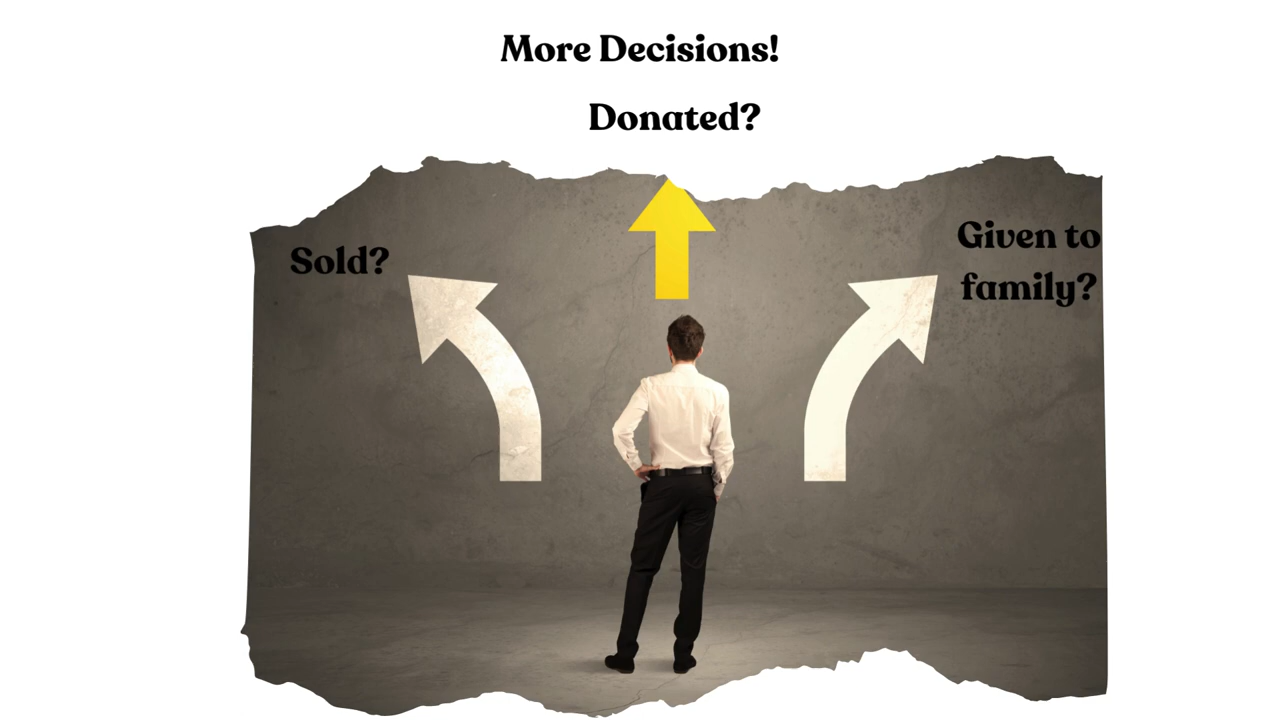 More Decisions!
Donated?
Sold?
Given to
family?